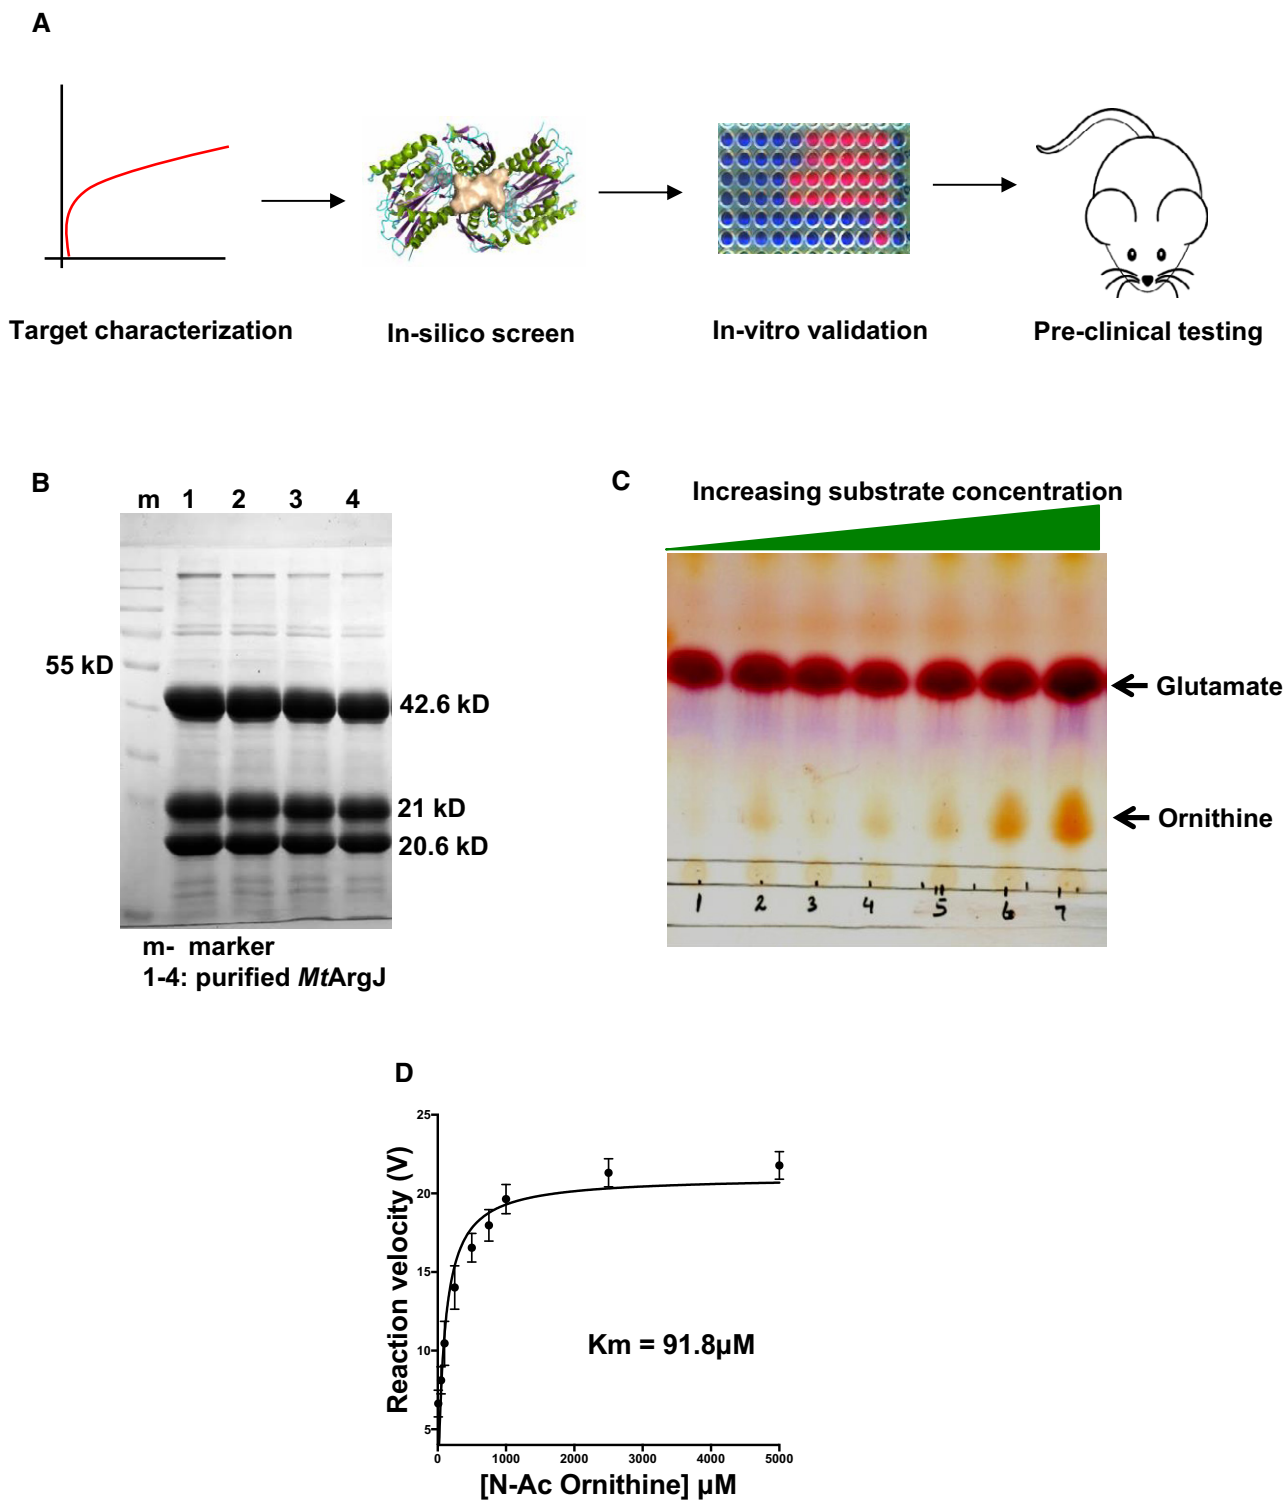 A
Target characterization
In-silico screen
In-vitro validation
Pre-clinical testing
B
m 1 2 3 4
55 kD
42.6 kD
21 kD
20.6 kD
m- marker
1-4: purified MtArgJ
C
Increasing substrate concentration
Glutamate
Ornithine
1 2 3 4 5 6 7
D
Reaction velocity (V)
25
20
15
10
5
Km = 91.8µM
0 1000 2000 3000 4000 5000
[N-Ac Ornithine] µM